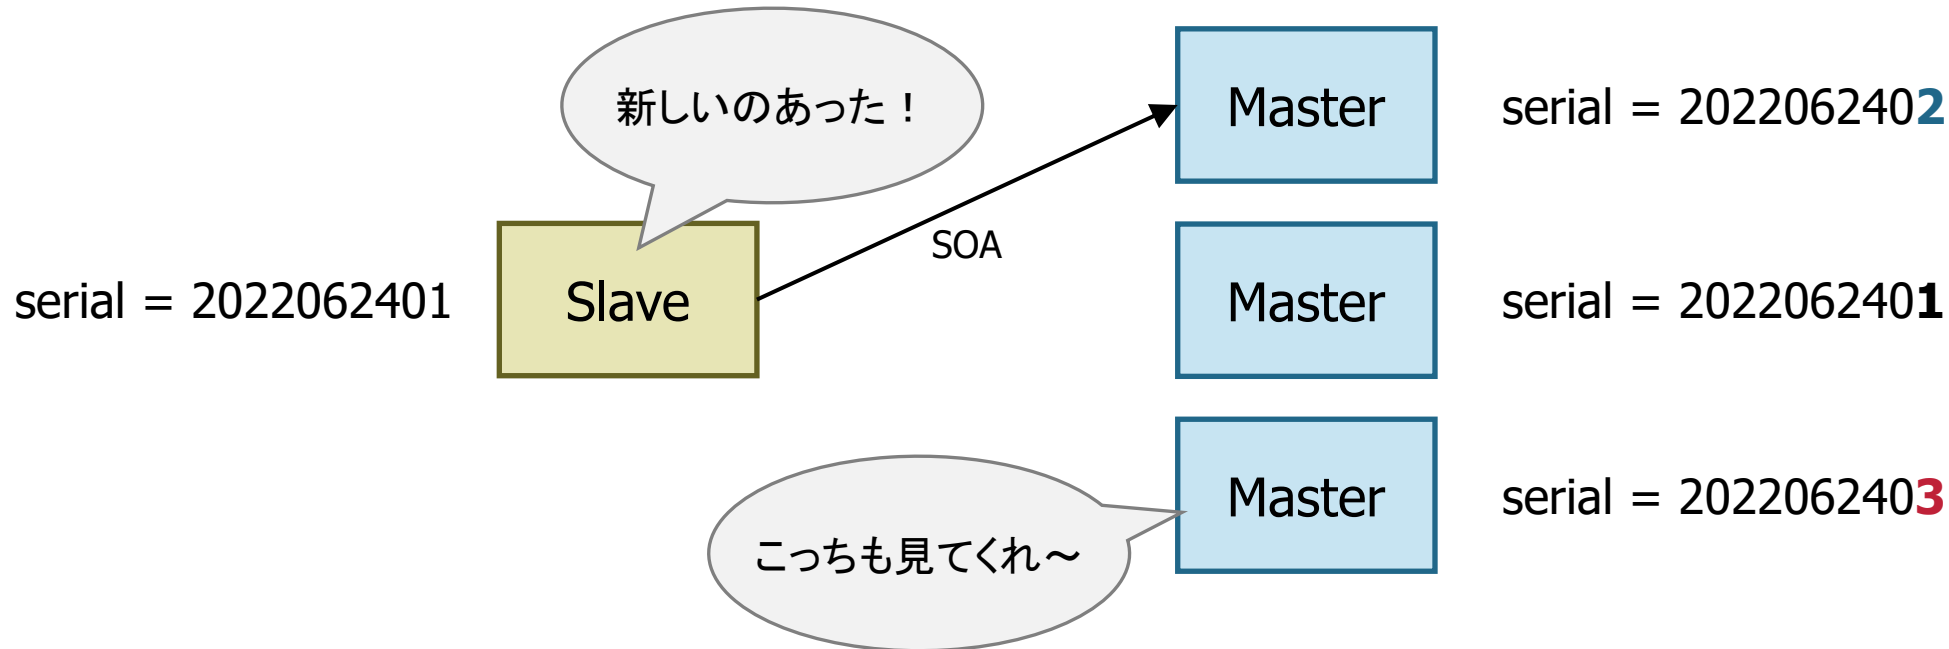 新しいのあった！
Master
serial = 2022062402
SOA
serial = 2022062401
Slave
Master
serial = 2022062401
Master
serial = 2022062403
こっちも見てくれ～